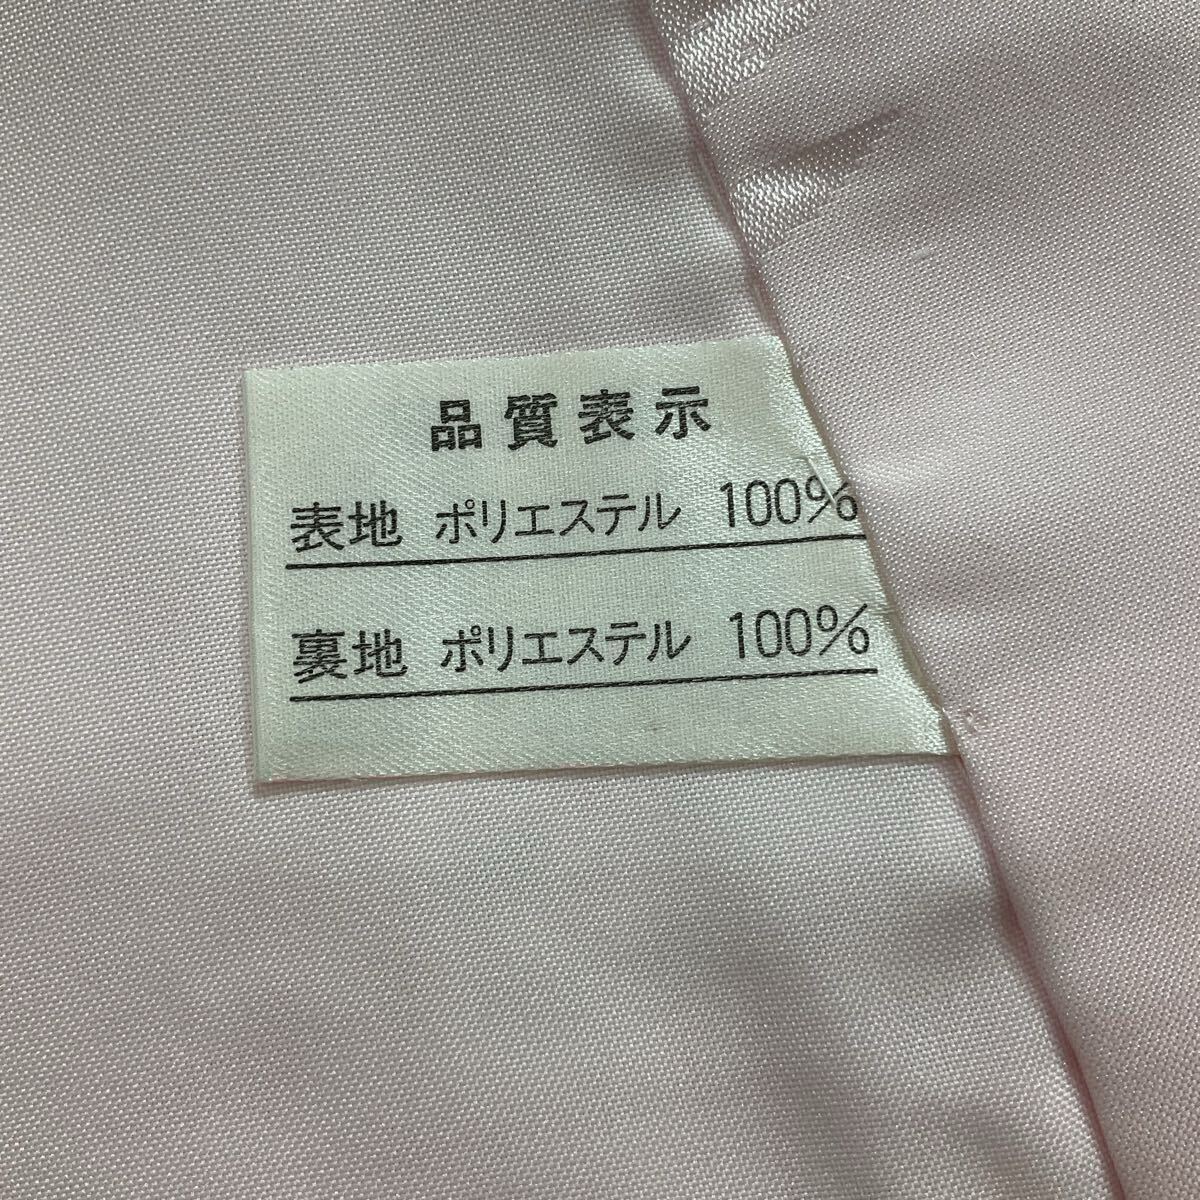 品質表示
表地 ポリエステル 100%
裏地 ポリエステル 100%